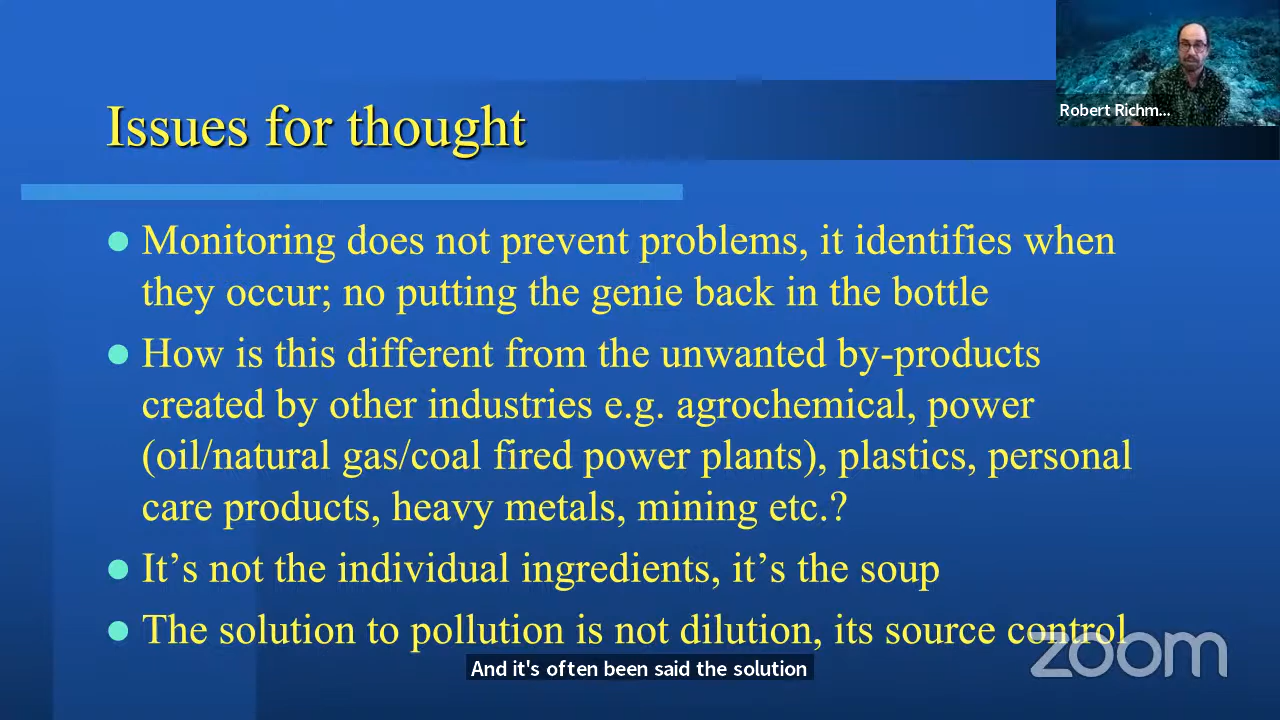 Robert Richm...
Issues for thought
Monitoring does not prevent problems, it identifies when
they occur; no putting the genie back in the bottle
How is this different from the unwanted by-products
created by other industries e.g. agrochemical, power
(oil/natural gas/coal fired power plants), plastics, personal
care products, heavy metals, mining etc.?
It’s not the individual ingredients, it’s the soup
The solution to pollution is not dilution, its source control
zoom
And it's often been said the solution